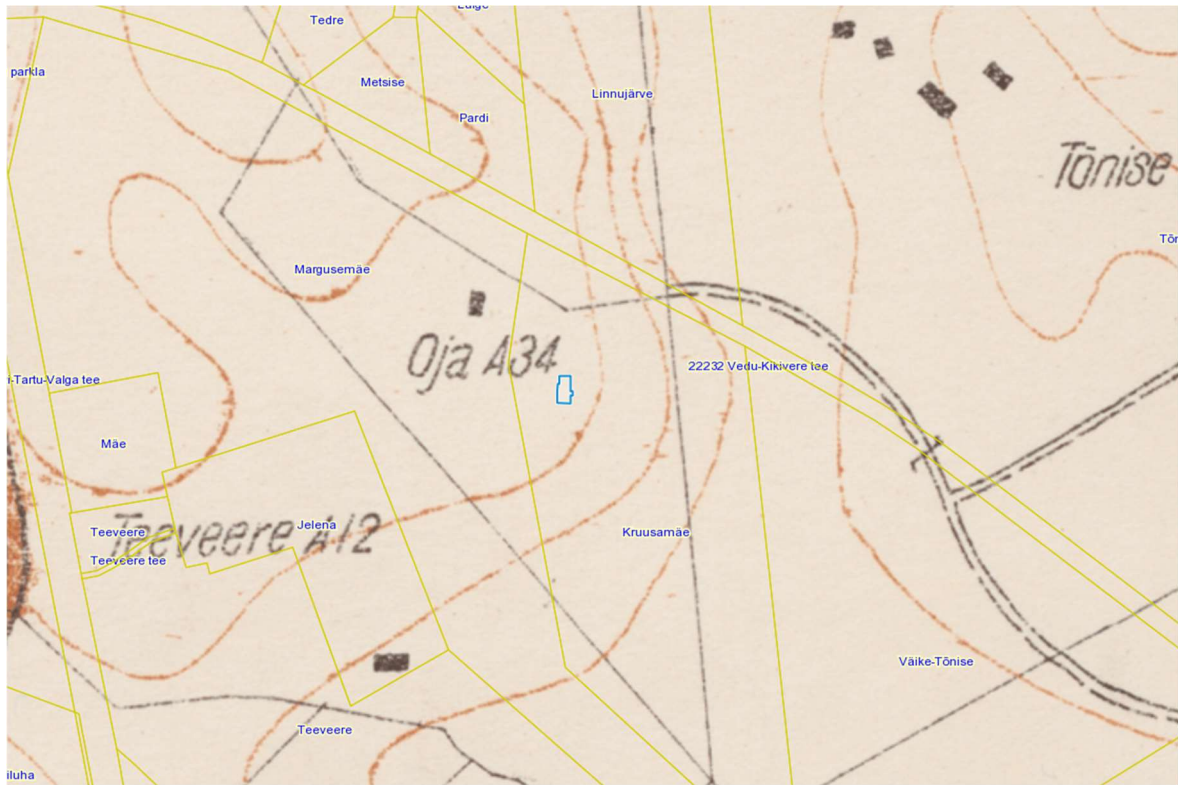 Tedre
parkla
Metsise
Linnujärve
Pardi
Tõnise
Margusemäe
Oja A34
22232 Vedu-Kikivere tee
i-Tartu-Valga tee
Mäe
Teeveere
Jelena
Teeveere A12
Kruusamäe
Teeveere tee
Väike-Tõnise
Teeveere
iluha